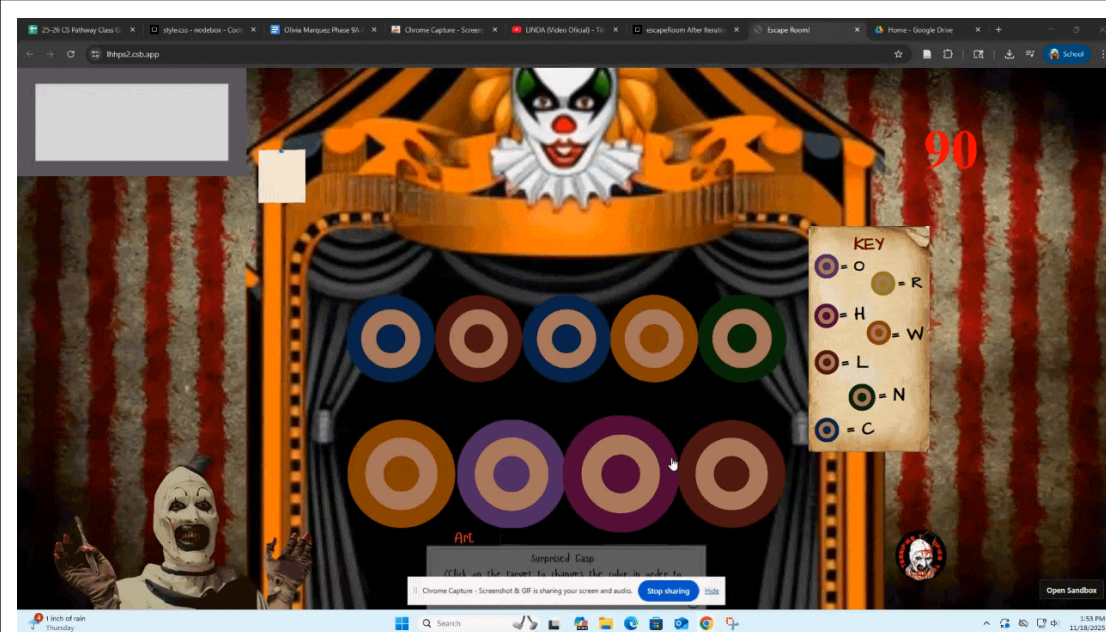 25-26 CS Pathway Class G
style.css - nodebox - Cod
Olivia Marquez Phase 9A
Chrome Capture - Screen
LINDA (Video Oficial) - Ti
escapeRoom After Iteratin
Escape Room!
Home - Google Drive
lhhps2.csb.app
School
90
KEY
= O
= R
= H
= W
= L
= N
= C
Art
Surprised Gasp
(Click on the target to changes the color in order to
Chrome Capture - Screenshot & GIF is sharing your screen and audio.
Stop sharing
Hide
Open Sandbox
4
1 inch of rain
Thursday
Search
1:53 PM
11/18/2025